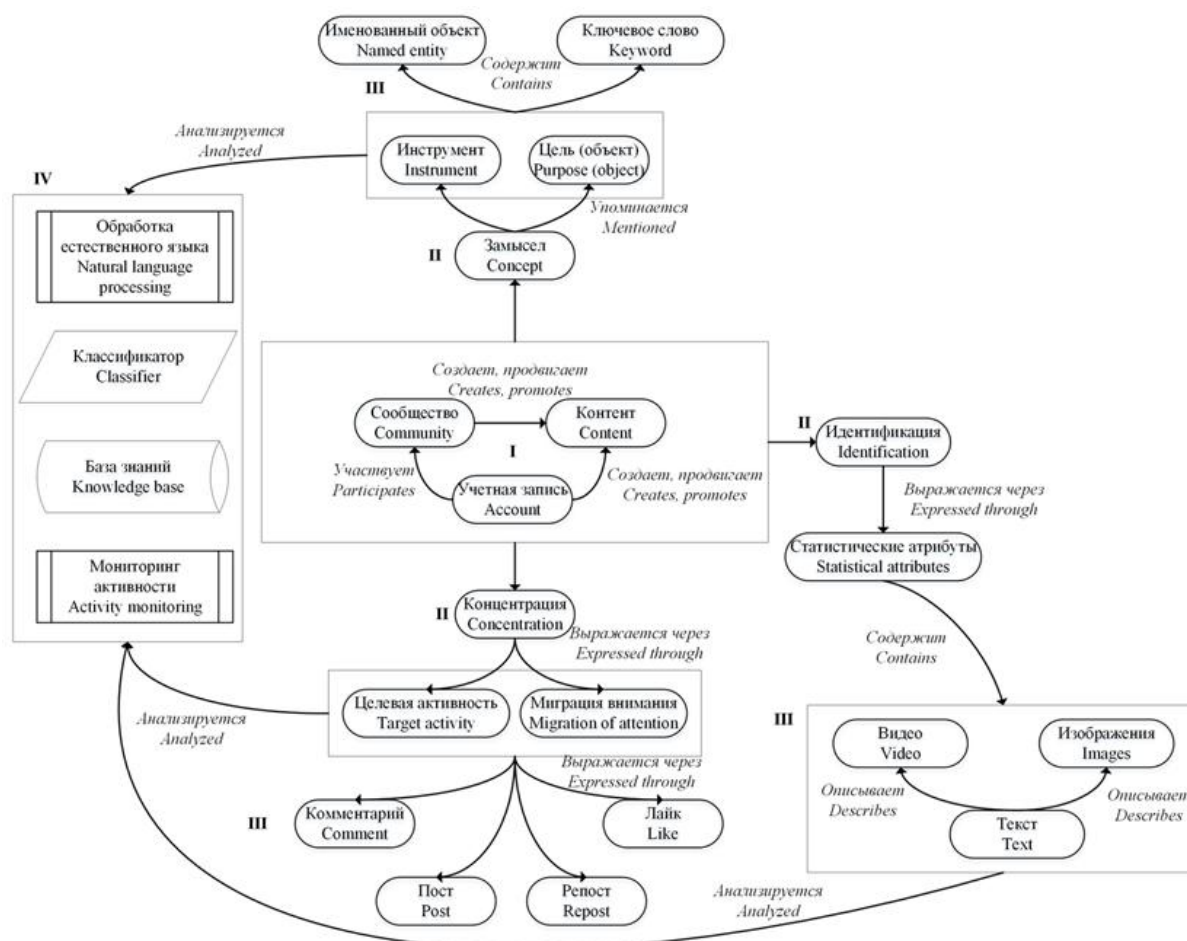 Именованный объект
Named entity
Ключевое слово
Keyword
Содержит
Contains
III
Анализируется
Analyzed
Инструмент
Instrument
Цель (объект)
Purpose (object)
IV
Упоминается
Mentioned
Обработка
естественного языка
Natural language
processing
II
Замысел
Concept
Классификатор
Classifier
Создает, продвигает
Creates, promotes
Сообщество
Community
Контент
Content
I
II
Идентификация
Identification
База знаний
Knowledge base
Участвует
Participates
Учетная запись
Account
Создает, продвигает
Creates, promotes
Выражается через
Expressed through
Статистические атрибуты
Statistical attributes
Мониторинг
активности
Activity monitoring
II
Концентрация
Concentration
Выражается через
Expressed through
Содержит
Contains
Целевая активность
Target activity
Миграция внимания
Migration of attention
Анализируется
Analyzed
III
Видео
Video
Изображения
Images
Выражается через
Expressed through
Описывает
Describes
Описывает
Describes
III
Комментарий
Comment
Лайк
Like
Текст
Text
Пост
Post
Репост
Repost
Анализируется
Analyzed